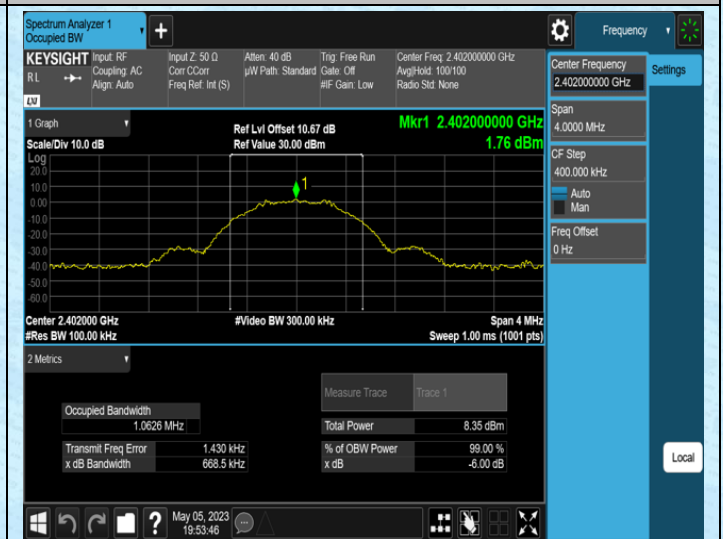 Spectrum Analyzer 1
Occupied BW
Frequency
KEYSIGHT
RL
LXI
Input: RF
Coupling: AC
Align: Auto
Input Z: 50 Ω
Corr CCorr
Freq Ref: Int (S)
Atten: 40 dB
µW Path: Standard
Trig: Free Run
Gate: Off
#IF Gain: Low
Center Freq: 2.402000000 GHz
Avg|Hold: 100/100
Radio Std: None
Center Frequency
2.402000000 GHz
Settings
Span
4.0000 MHz
CF Step
400.000 kHz
Auto
Man
Freq Offset
0 Hz
1 Graph
Scale/Div 10.0 dB
Ref Lvl Offset 10.67 dB
Ref Value 30.00 dBm
Mkr1 2.402000000 GHz
1.76 dBm
Log
20.0
10.0
0.00
-10.0
-20.0
-30.0
-40.0
-50.0
-60.0
1
Center 2.402000 GHz
#Res BW 100.00 kHz
#Video BW 300.00 kHz
Span 4 MHz
Sweep 1.00 ms (1001 pts)
2 Metrics
Measure Trace Trace 1
Occupied Bandwidth
1.0626 MHz
Total Power 8.35 dBm
Transmit Freq Error 1.430 kHz
% of OBW Power 99.00 %
x dB Bandwidth 668.5 kHz
x dB -6.00 dB
Local
?
May 05, 2023
19:53:46